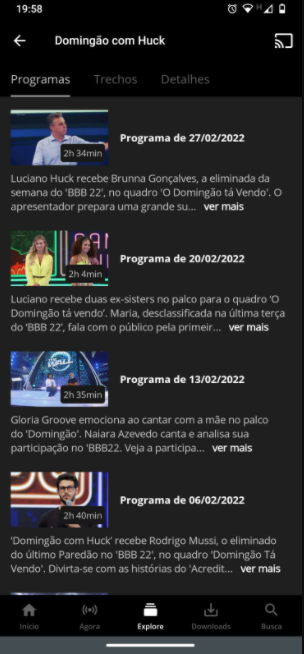 19:58
Domingão com Huck
Programas Trechos Detalhes
2h 34min
Programa de 27/02/2022
Luciano Huck recebe Brunna Gonçalves, a eliminada da
semana do 'BBB 22', no quadro 'O Domingão tá Vendo'. O
apresentador prepara uma grande su... ver mais
2h 4min
Programa de 20/02/2022
Luciano recebe duas ex-sisters no palco para o quadro 'O
Domingão tá vendo'. Maria, desclassificada na última terça
do 'BBB 22', fala com o público pela primeir... ver mais
2h 35min
Programa de 13/02/2022
Gloria Groove emociona ao cantar com a mãe no palco
do 'Domingão'. Naiara Azevedo canta e analisa sua
participação no 'BBB22. Veja a participa... ver mais
2h 40min
Programa de 06/02/2022
'Domingão com Huck' recebe Rodrigo Mussi, o eliminado
do último Paredão no 'BBB 22', no quadro 'Domingão Tá
Vendo'. Divirta-se com as histórias do 'Acredit... ver mais
Início Agora Explore Downloads Busca